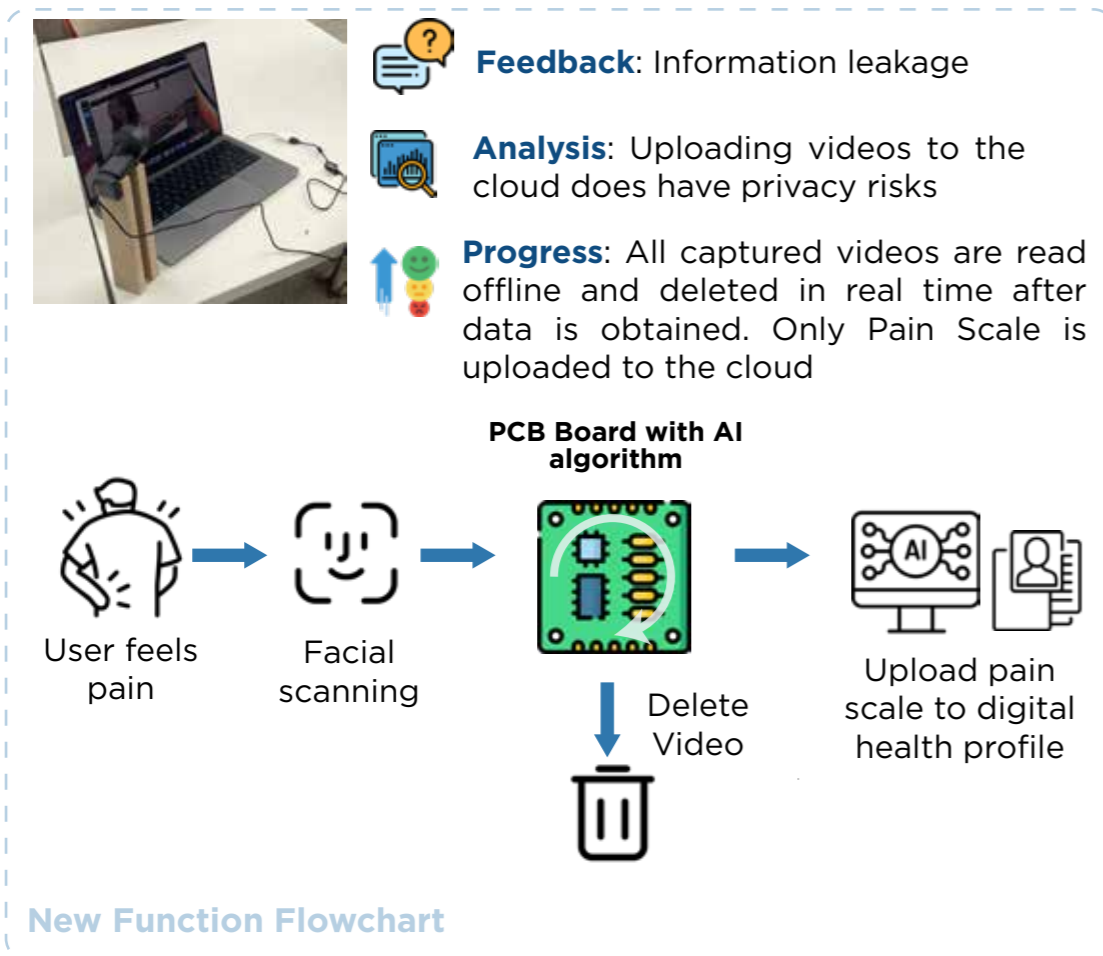 Feedback: Information leakage
Analysis: Uploading videos to the
cloud does have privacy risks
Progress: All captured videos are read
offline and deleted in real time after
data is obtained. Only Pain Scale is
uploaded to the cloud
PCB Board with AI
algorithm
User feels
pain
Facial
scanning
AI
Upload pain
scale to digital
health profile
Delete
Video
New Function Flowchart